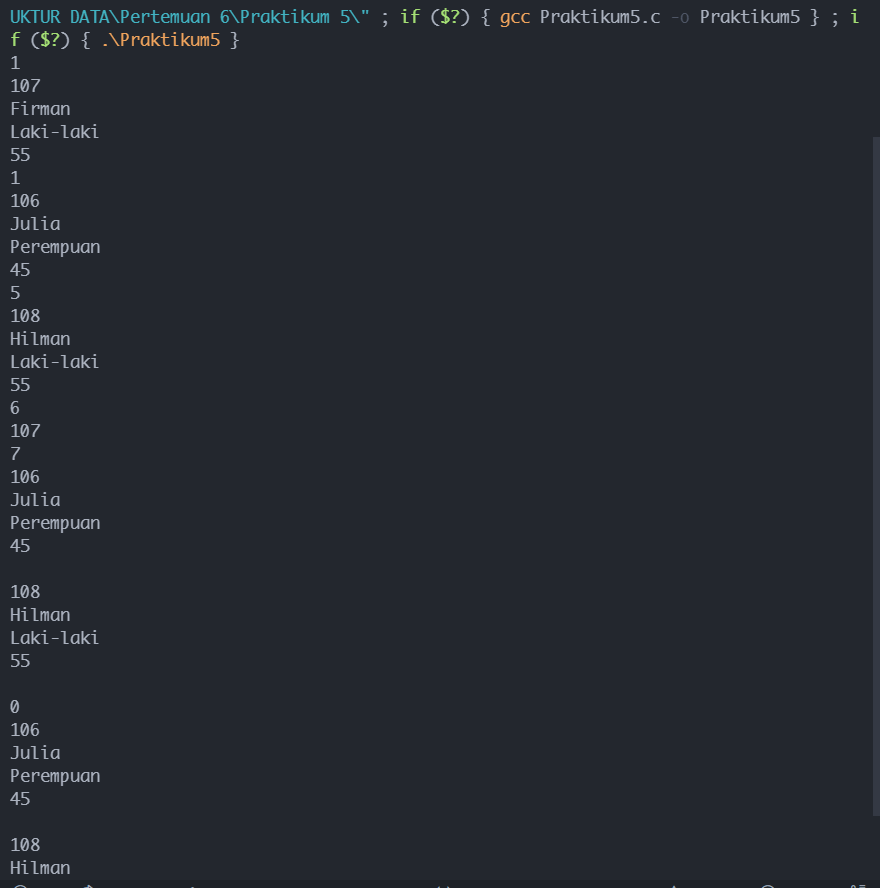 UKTUR DATA\Pertemuan 6\Praktikum 5\" ; if ($?) { gcc Praktikum5.c -o Praktikum5 } ; i
f ($?) { .\Praktikum5 }
1
107
Firman
Laki-laki
55
1
106
Julia
Perempuan
45
5
108
Hilman
Laki-laki
55
6
107
7
106
Julia
Perempuan
45
108
Hilman
Laki-laki
55
0
106
Julia
Perempuan
45
108
Hilman